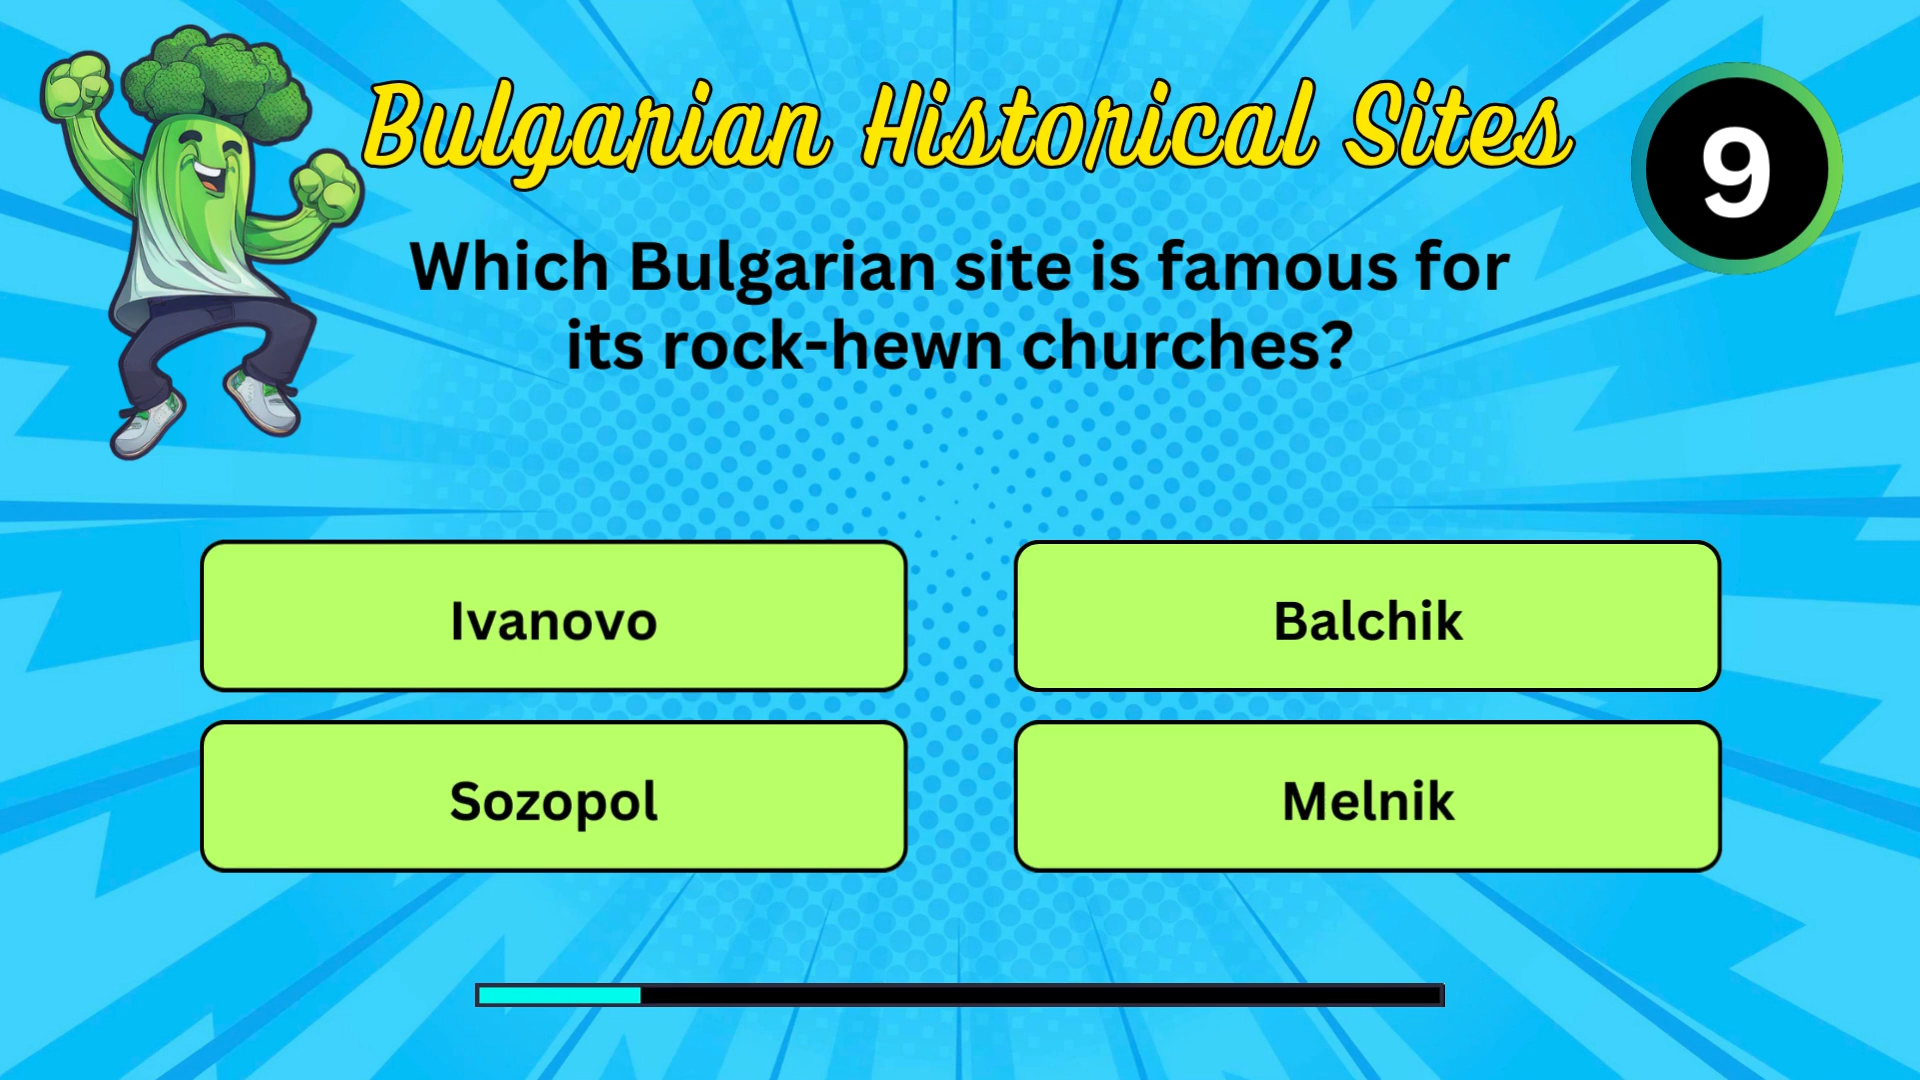 Bulgarian Historical Sites
9
Which Bulgarian site is famous for
its rock-hewn churches?
Ivanovo
Balchik
Sozopol
Melnik